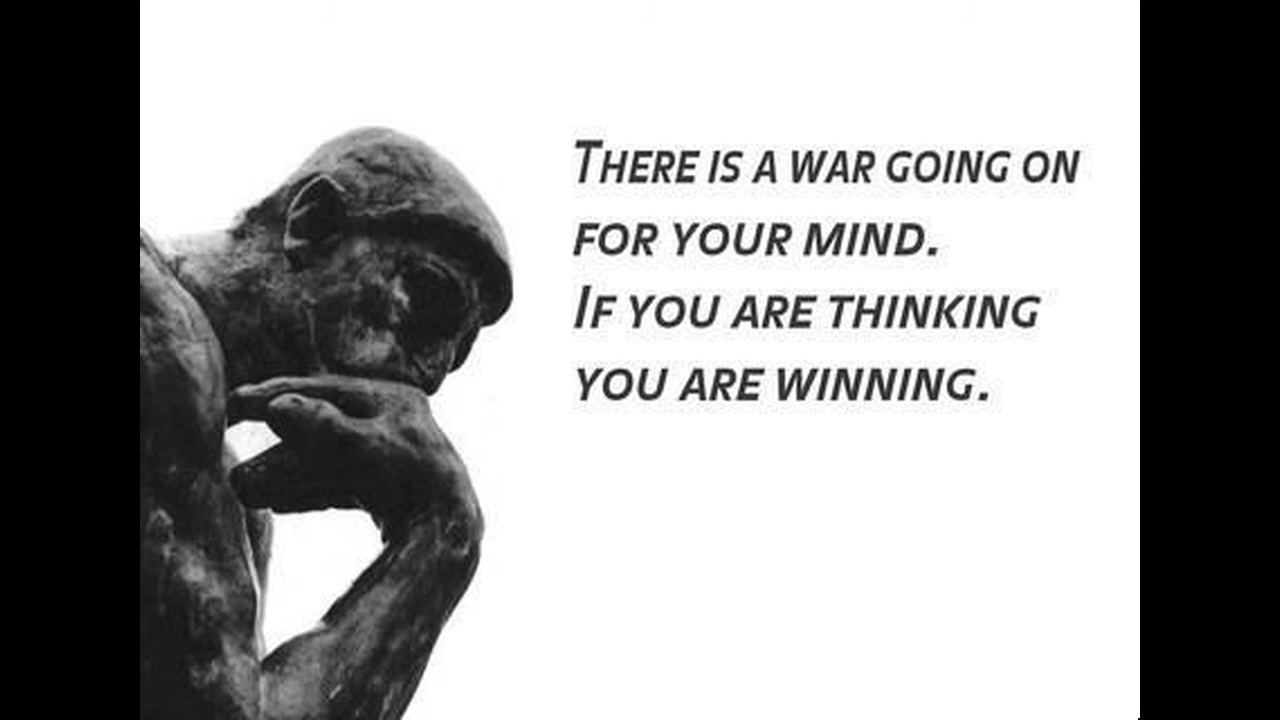 There is a war going on
for your mind.
If you are thinking
you are winning.